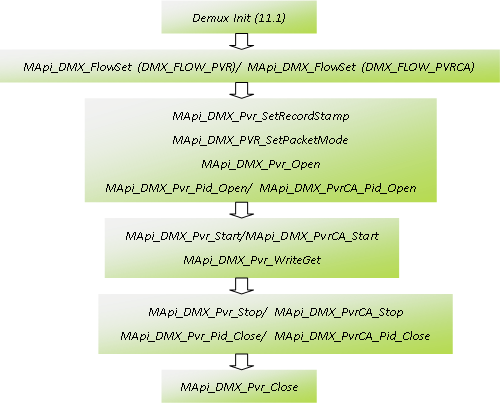 Demux Init (11.1)
MApi_DMX_FlowSet (DMX_FLOW_PVR)/ MApi_DMX_FlowSet (DMX_FLOW_PVRCA)
MApi_DMX_Pvr_SetRecordStamp
MApi_DMX_PVR_SetPacketMode
MApi_DMX_Pvr_Open
MApi_DMX_Pvr_Pid_Open/ MApi_DMX_PvrCA_Pid_Open
MApi_DMX_Pvr_Start/MApi_DMX_PvrCA_Start
MApi_DMX_Pvr_WriteGet
MApi_DMX_Pvr_Stop/ MApi_DMX_PvrCA_Stop
MApi_DMX_Pvr_Pid_Close/ MApi_DMX_PvrCA_Pid_Close
MApi_DMX_Pvr_Close